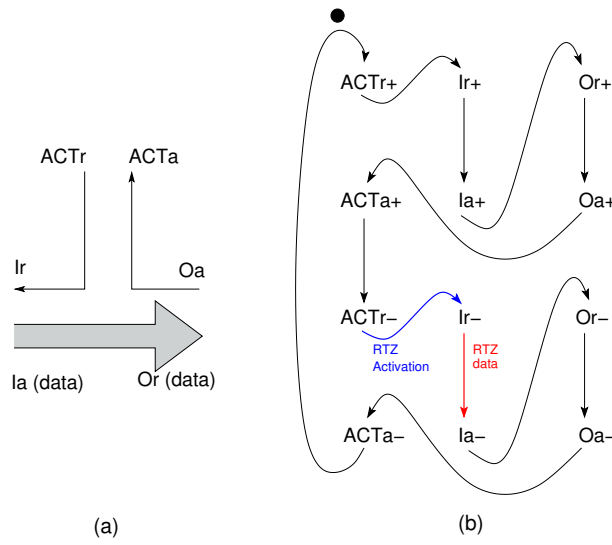 ACTr ACTa
Ir
Oa
Ia (data)
Or (data)
(a)
ACTr+ Ir+ Or+
ACTa+ Ia+ Oa+
ACTr− Ir− Or−
RTZ
Activation
RTZ
data
ACTa− Ia− Oa−
(b)